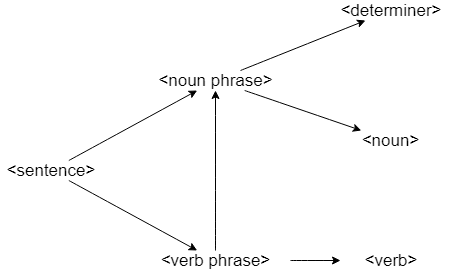 <determiner>
<noun phrase>
<noun>
<sentence>
<verb phrase>
<verb>